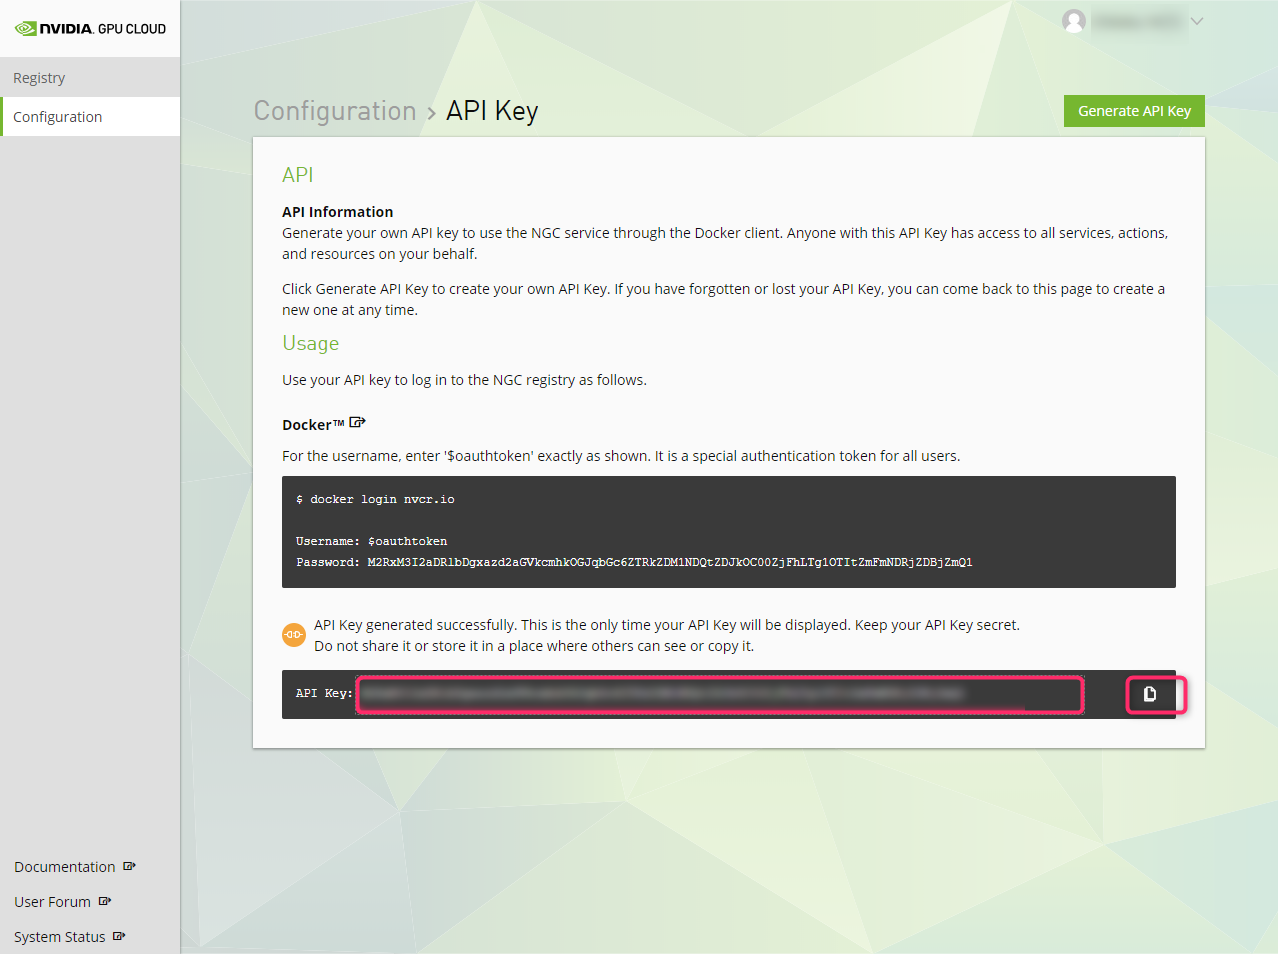 NVIDIA. GPU CLOUD
Registry
Configuration
Configuration › API Key
Generate API Key
API
API Information
Generate your own API key to use the NGC service through the Docker client. Anyone with this API Key has access to all services, actions,
and resources on your behalf.
Click Generate API Key to create your own API Key. If you have forgotten or lost your API Key, you can come back to this page to create a
new one at any time.
Usage
Use your API key to log in to the NGC registry as follows.
Docker™
For the username, enter '$oauthtoken' exactly as shown. It is a special authentication token for all users.
$ docker login nvcr.io
Username: $oauthtoken
Password: M2RxM3I2aDRlbDgxazd2aGVkcmhkOGJqbGc6ZTRkZDM1NDQtZDJkOC00ZjFhLTg1OTItZmFmNDRjZDBjZmQ1
API Key generated successfully. This is the only time your API Key will be displayed. Keep your API Key secret.
Do not share it or store it in a place where others can see or copy it.
API Key:
Documentation
User Forum
System Status